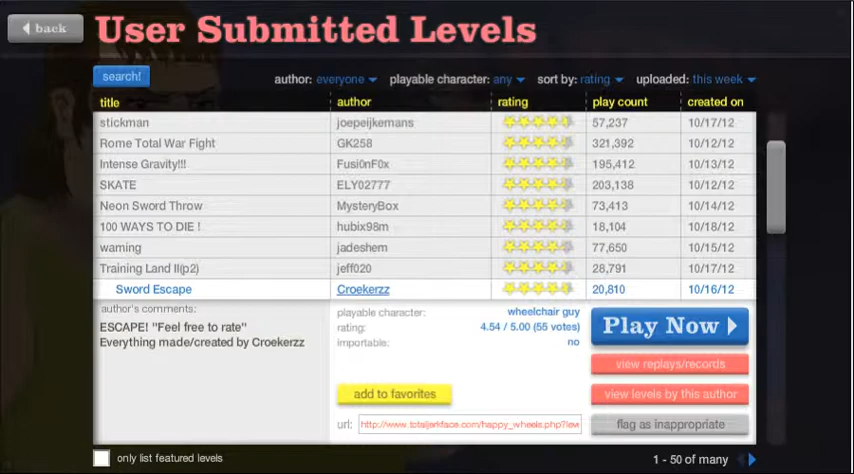 back
User Submitted Levels
search!
author: everyone playable character: any sort by: rating uploaded: this week
title author rating play count created on
stickman joepeijkemans 57,237 10/17/12
Rome Total War Fight GK258 321,392 10/12/12
Intense Gravity!!! Fusi0nF0x 195,412 10/13/12
SKATE ELY02777 203,138 10/12/12
Neon Sword Throw MysteryBox 73,413 10/14/12
100 WAYS TO DIE ! hubix98m 18,104 10/18/12
warning jadeshem 77,650 10/15/12
Training Land II(p2) jeff020 28,791 10/17/12
Sword Escape Croekerzz 20,810 10/16/12
author's comments:
ESCAPE! "Feel free to rate"
Everything made/created by Croekerzz
playable character: wheelchair guy
rating: 4.54 / 5.00 (55 votes)
importable: no
Play Now
view replays/records
add to favorites
view levels by this author
url: http://www.totaljerkface.com/happy_wheels.php?lev
flag as inappropriate
only list featured levels
1 - 50 of many